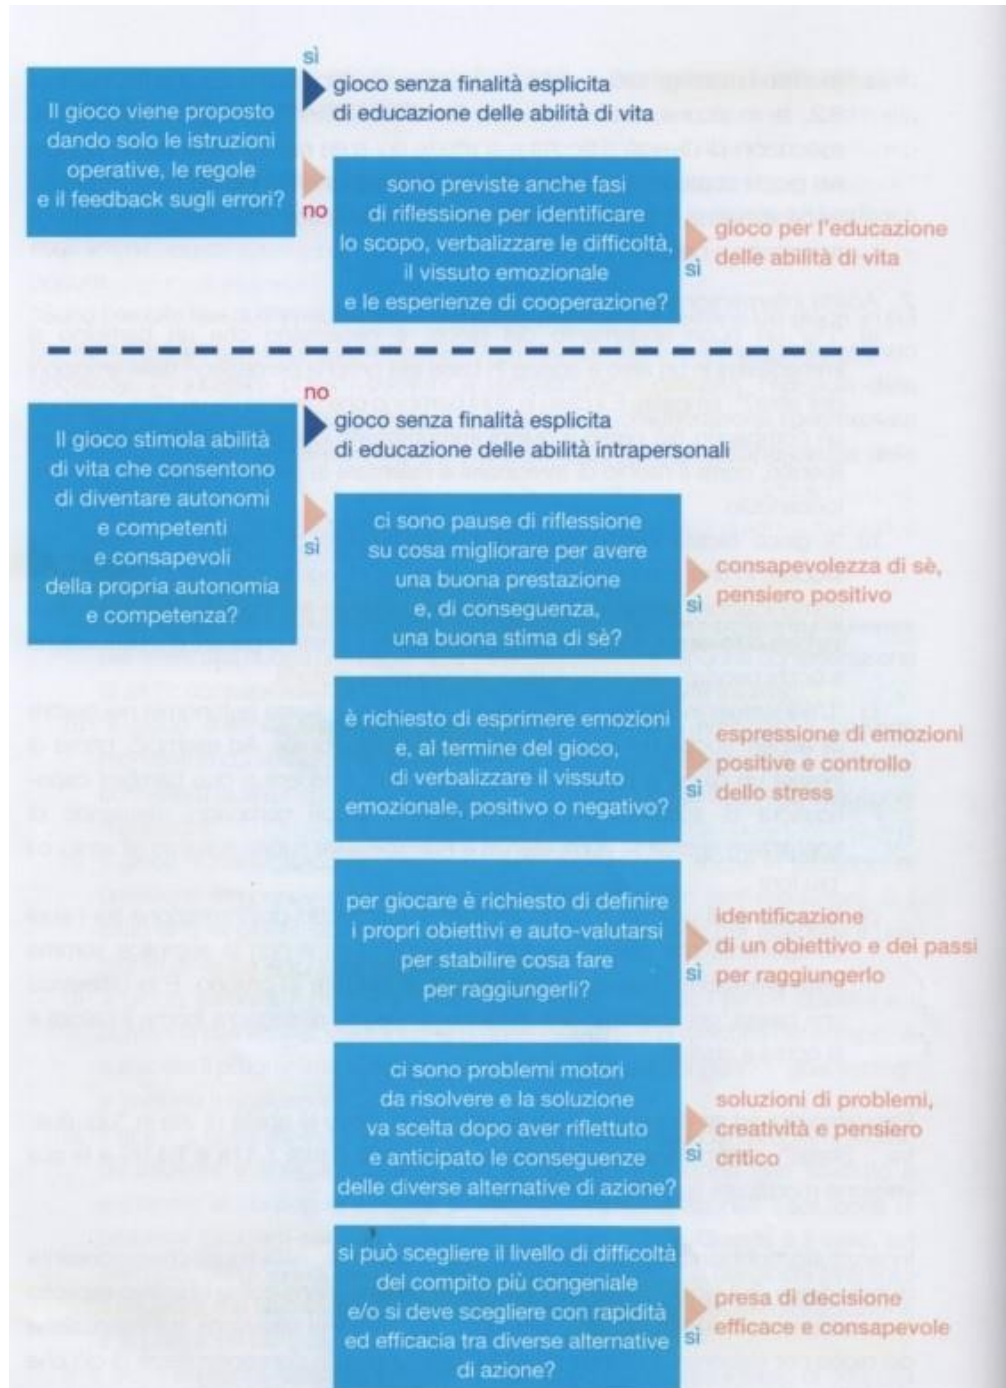 sì
Il gioco viene proposto
dando solo le istruzioni
operative, le regole
e il feedback sugli errori?
gioco senza finalità esplicita
di educazione delle abilità di vita
no
sono previste anche fasi
di riflessione per identificare
lo scopo, verbalizzare le difficoltà,
il vissuto emozionale
e le esperienze di cooperazione?
sì
gioco per l'educazione
delle abilità di vita
no
Il gioco stimola abilità
di vita che consentono
di diventare autonomi
e competenti
e consapevoli
della propria autonomia
e competenza?
gioco senza finalità esplicita
di educazione delle abilità intrapersonali
sì
ci sono pause di riflessione
su cosa migliorare per avere
una buona prestazione
e, di conseguenza,
una buona stima di sè?
sì
consapevolezza di sè,
pensiero positivo
è richiesto di esprimere emozioni
e, al termine del gioco,
di verbalizzare il vissuto
emozionale, positivo o negativo?
sì
espressione di emozioni
positive e controllo
dello stress
per giocare è richiesto di definire
i propri obiettivi e auto-valutarsi
per stabilire cosa fare
per raggiungerli?
sì
identificazione
di un obiettivo e dei passi
per raggiungerlo
ci sono problemi motori
da risolvere e la soluzione
va scelta dopo aver riflettuto
e anticipato le conseguenze
delle diverse alternative di azione?
sì
soluzioni di problemi,
creatività e pensiero
critico
si può scegliere il livello di difficoltà
del compito più congeniale
e/o si deve scegliere con rapidità
ed efficacia tra diverse alternative
di azione?
sì
presa di decisione
efficace e consapevole